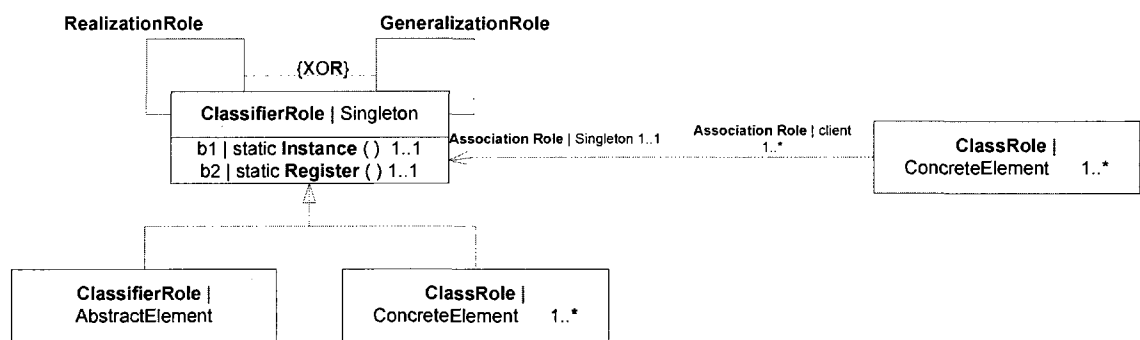 RealizationRole
GeneralizationRole
{XOR}
ClassifierRole | Singleton
b1 | static Instance ( ) 1..1
b2 | static Register ( ) 1..1
Association Role | Singleton 1..1
Association Role | client
1..*
ClassRole |
ConcreteElement 1..*
ClassifierRole |
AbstractElement
ClassRole |
ConcreteElement 1..*